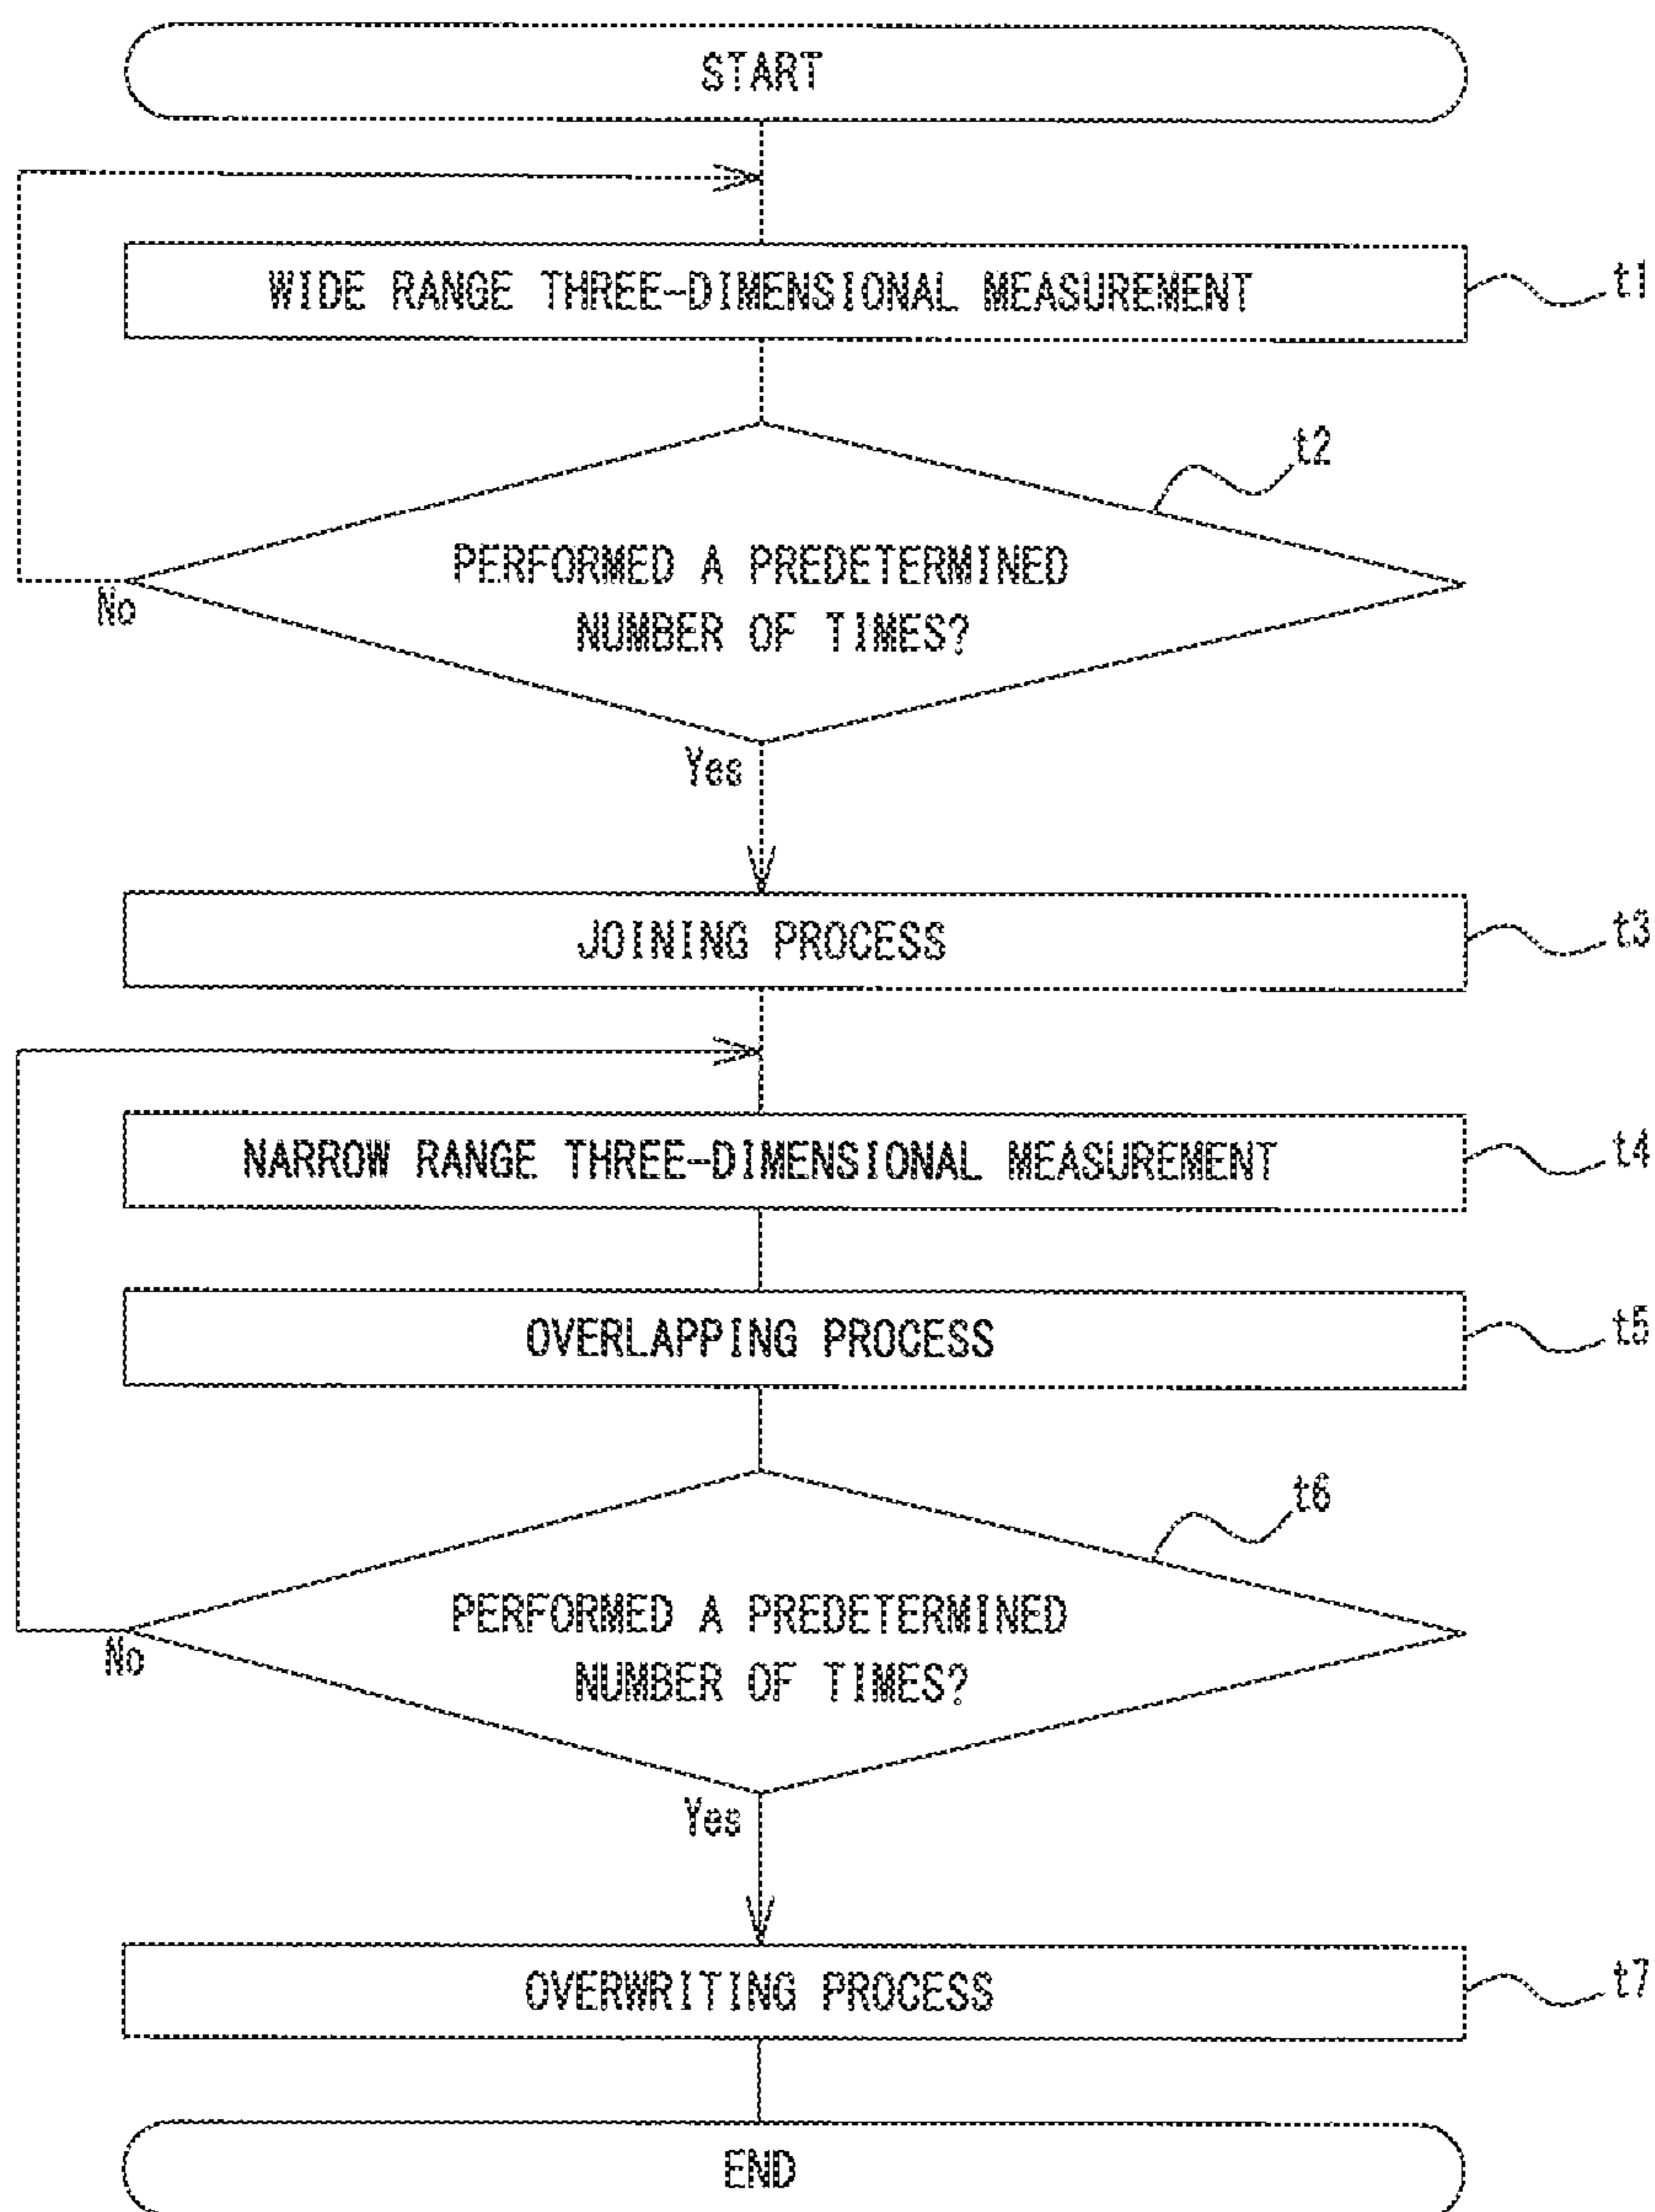 START
WIDE RANGE THREE-DIMENSIONAL MEASUREMENT
t1
t2
PERFORMED A PREDETERMINED
NUMBER OF TIMES?
No
Yes
JOINING PROCESS
t3
NARROW RANGE THREE-DIMENSIONAL MEASUREMENT
t4
OVERLAPPING PROCESS
t5
t6
PERFORMED A PREDETERMINED
NUMBER OF TIMES?
No
Yes
OVERWRITING PROCESS
t7
END